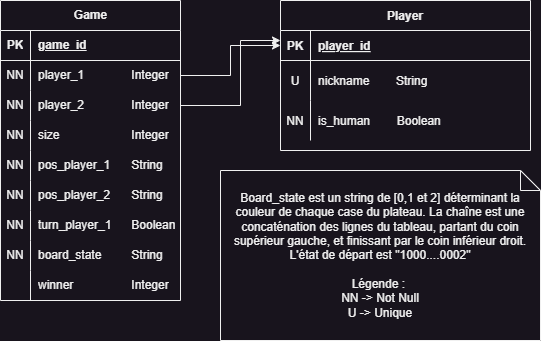 Game
PK game_id
NN player_1 Integer
NN player_2 Integer
NN size Integer
NN pos_player_1 String
NN pos_player_2 String
NN turn_player_1 Boolean
NN board_state String
winner Integer
Player
PK player_id
U nickname String
NN is_human Boolean
Board_state est un string de [0,1 et 2] déterminant la
couleur de chaque case du plateau. La chaîne est une
concaténation des lignes du tableau, partant du coin
supérieur gauche, et finissant par le coin inférieur droit.
L'état de départ est "1000....0002"
Légende :
NN -> Not Null
U -> Unique